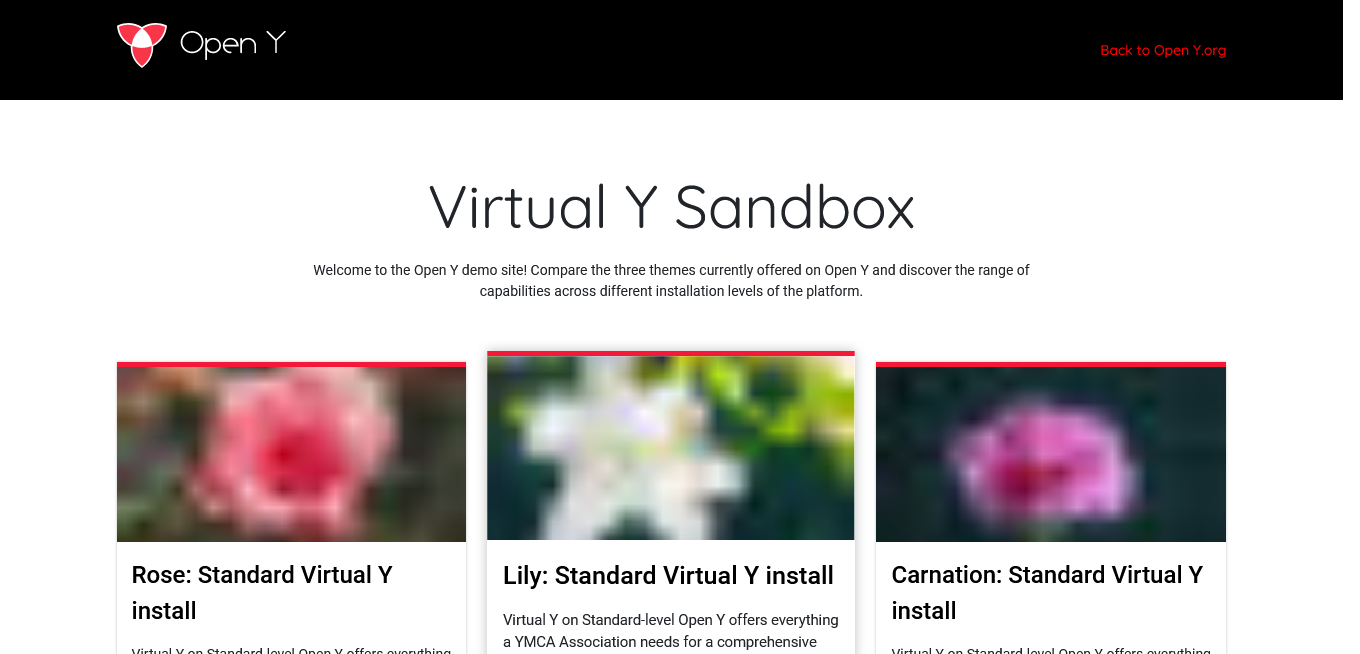 Open Y
Back to Open Y.org
Virtual Y Sandbox
Welcome to the Open Y demo site! Compare the three themes currently offered on Open Y and discover the range of
capabilities across different installation levels of the platform.
Rose: Standard Virtual Y
install
Virtual Y on Standard-level Open Y offers everything
Lily: Standard Virtual Y install
Virtual Y on Standard-level Open Y offers everything
a YMCA Association needs for a comprehensive
Carnation: Standard Virtual Y
install
Virtual Y on Standard-level Open Y offers everything